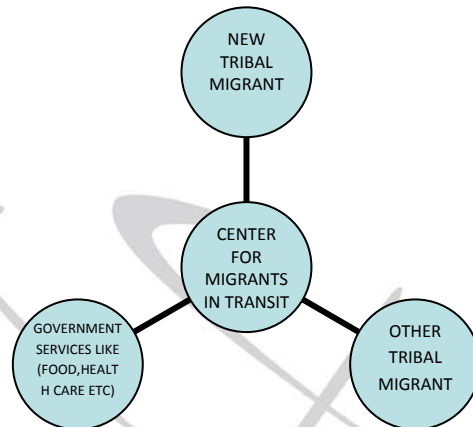 NEW
TRIBAL
MIGRANT
CENTER
FOR
MIGRANTS
IN TRANSIT
GOVERNMENT
SERVICES LIKE
(FOOD,HEALT
H CARE ETC)
OTHER
TRIBAL
MIGRANT